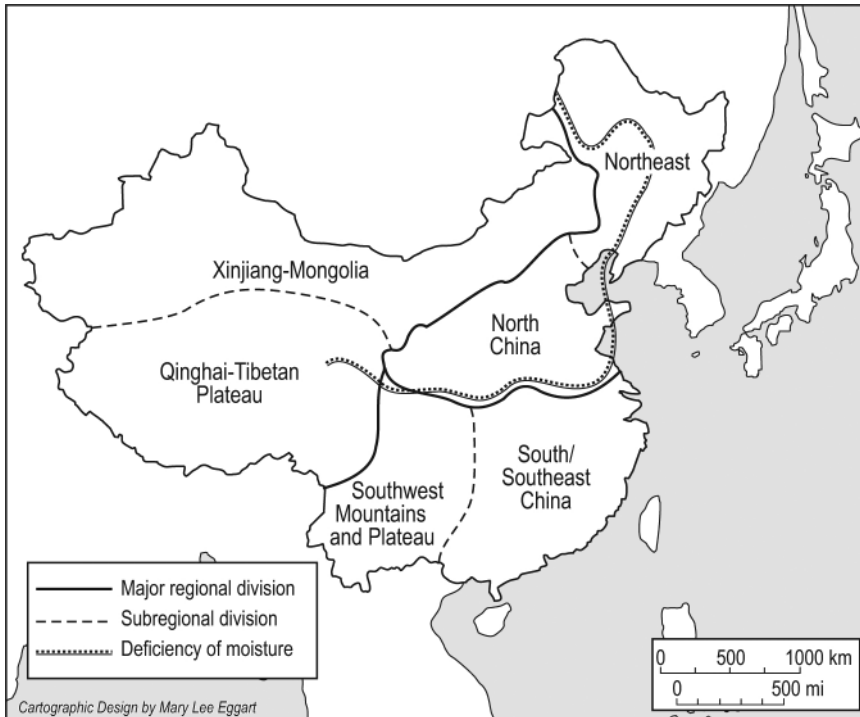 Northeast
Xinjiang-Mongolia
North
China
Qinghai-Tibetan
Plateau
South/
Southeast
China
Southwest
Mountains
and Plateau
Major regional division
Subregional division
Deficiency of moisture
0 500 1000 km
0 500 mi
Cartographic Design by Mary Lee Eggart